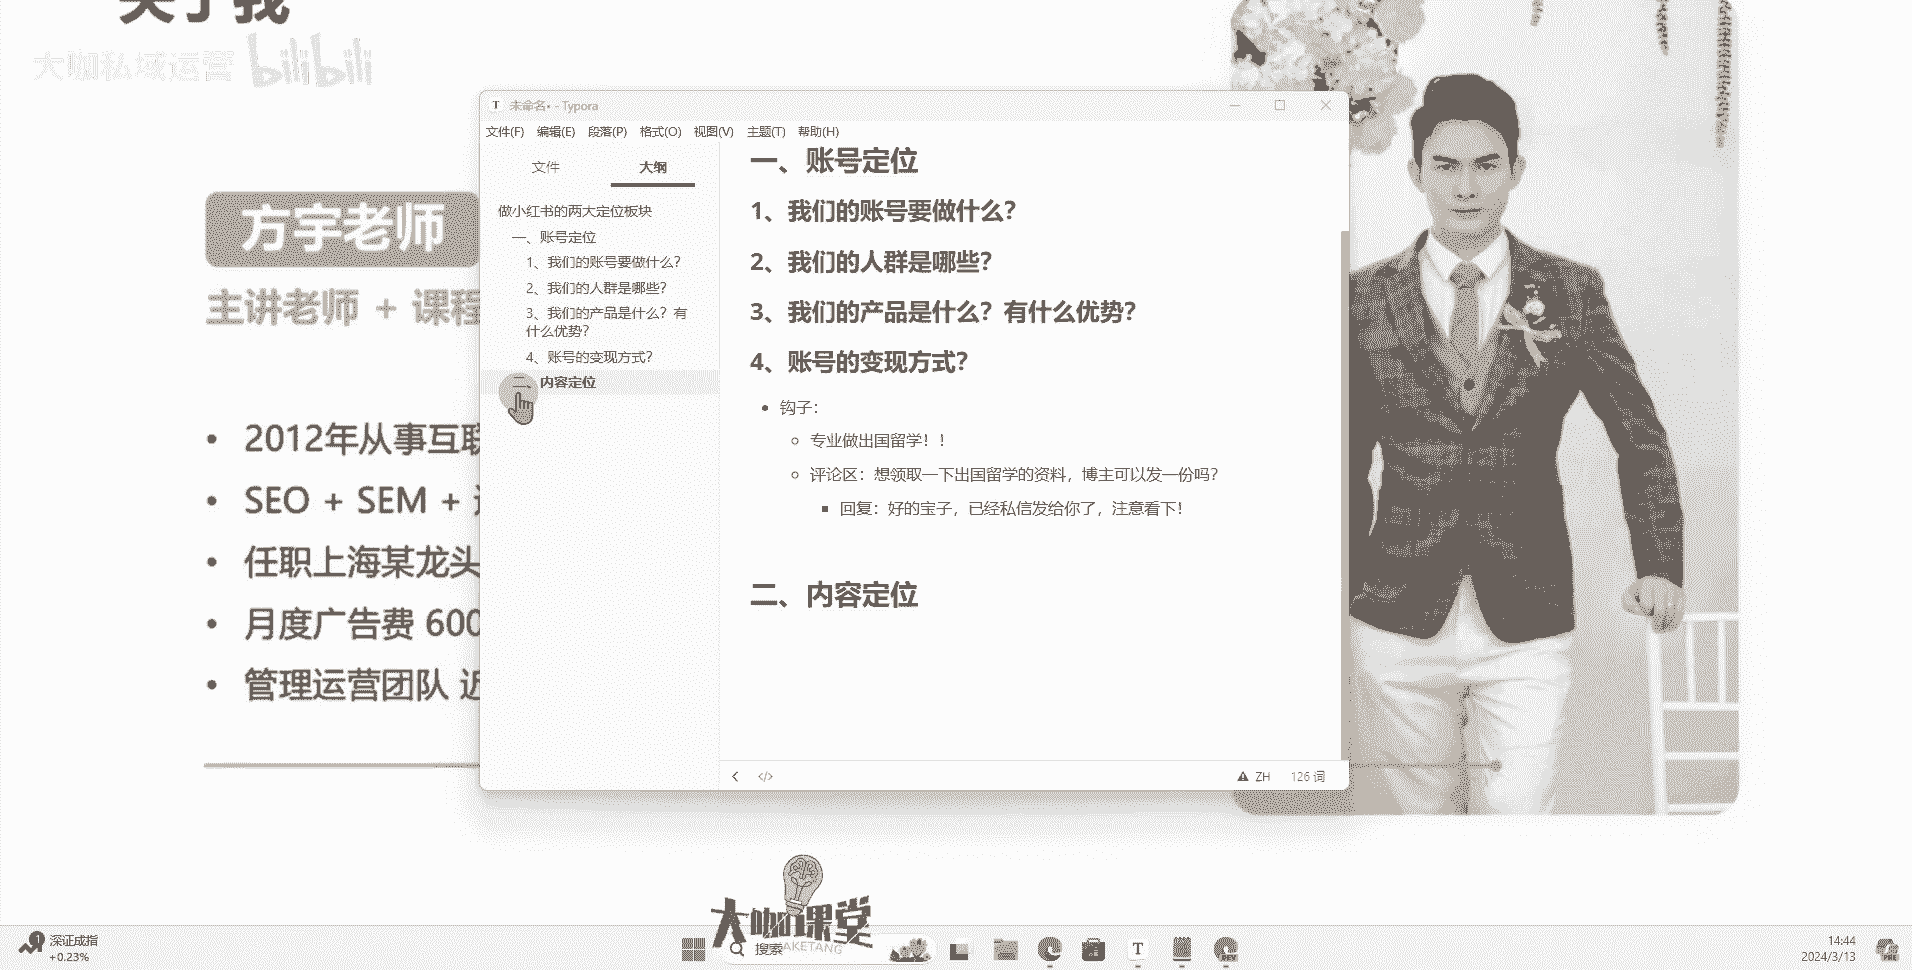 关于我
大咖私域运营 bilibili
方宇老师
主讲老师 + 课程
2012年从事互联
SEO + SEM +
任职上海某龙头
月度广告费 600
管理运营团队 近
T 未命名• - Typora
文件(F) 编辑(E) 段落(P) 格式(O) 视图(V) 主题(T) 帮助(H)
文件 大纲
做小红书的两大定位板块
一、账号定位
1、我们的账号要做什么？
2、我们的人群是哪些？
3、我们的产品是什么？有
什么优势？
4、账号的变现方式？
二、内容定位
一、账号定位
1、我们的账号要做什么？
2、我们的人群是哪些？
3、我们的产品是什么？有什么优势？
4、账号的变现方式？
钩子：
专业做出国留学！！
评论区：想领取一下出国留学的资料，博主可以发一份吗？
回复：好的宝子，已经私信发给你了，注意看下！
二、内容定位
ZH 126 词
大咖课堂
AKETANG
深证成指
+0.23%
搜索
T
DEV
14:44
2024/3/13
PRE